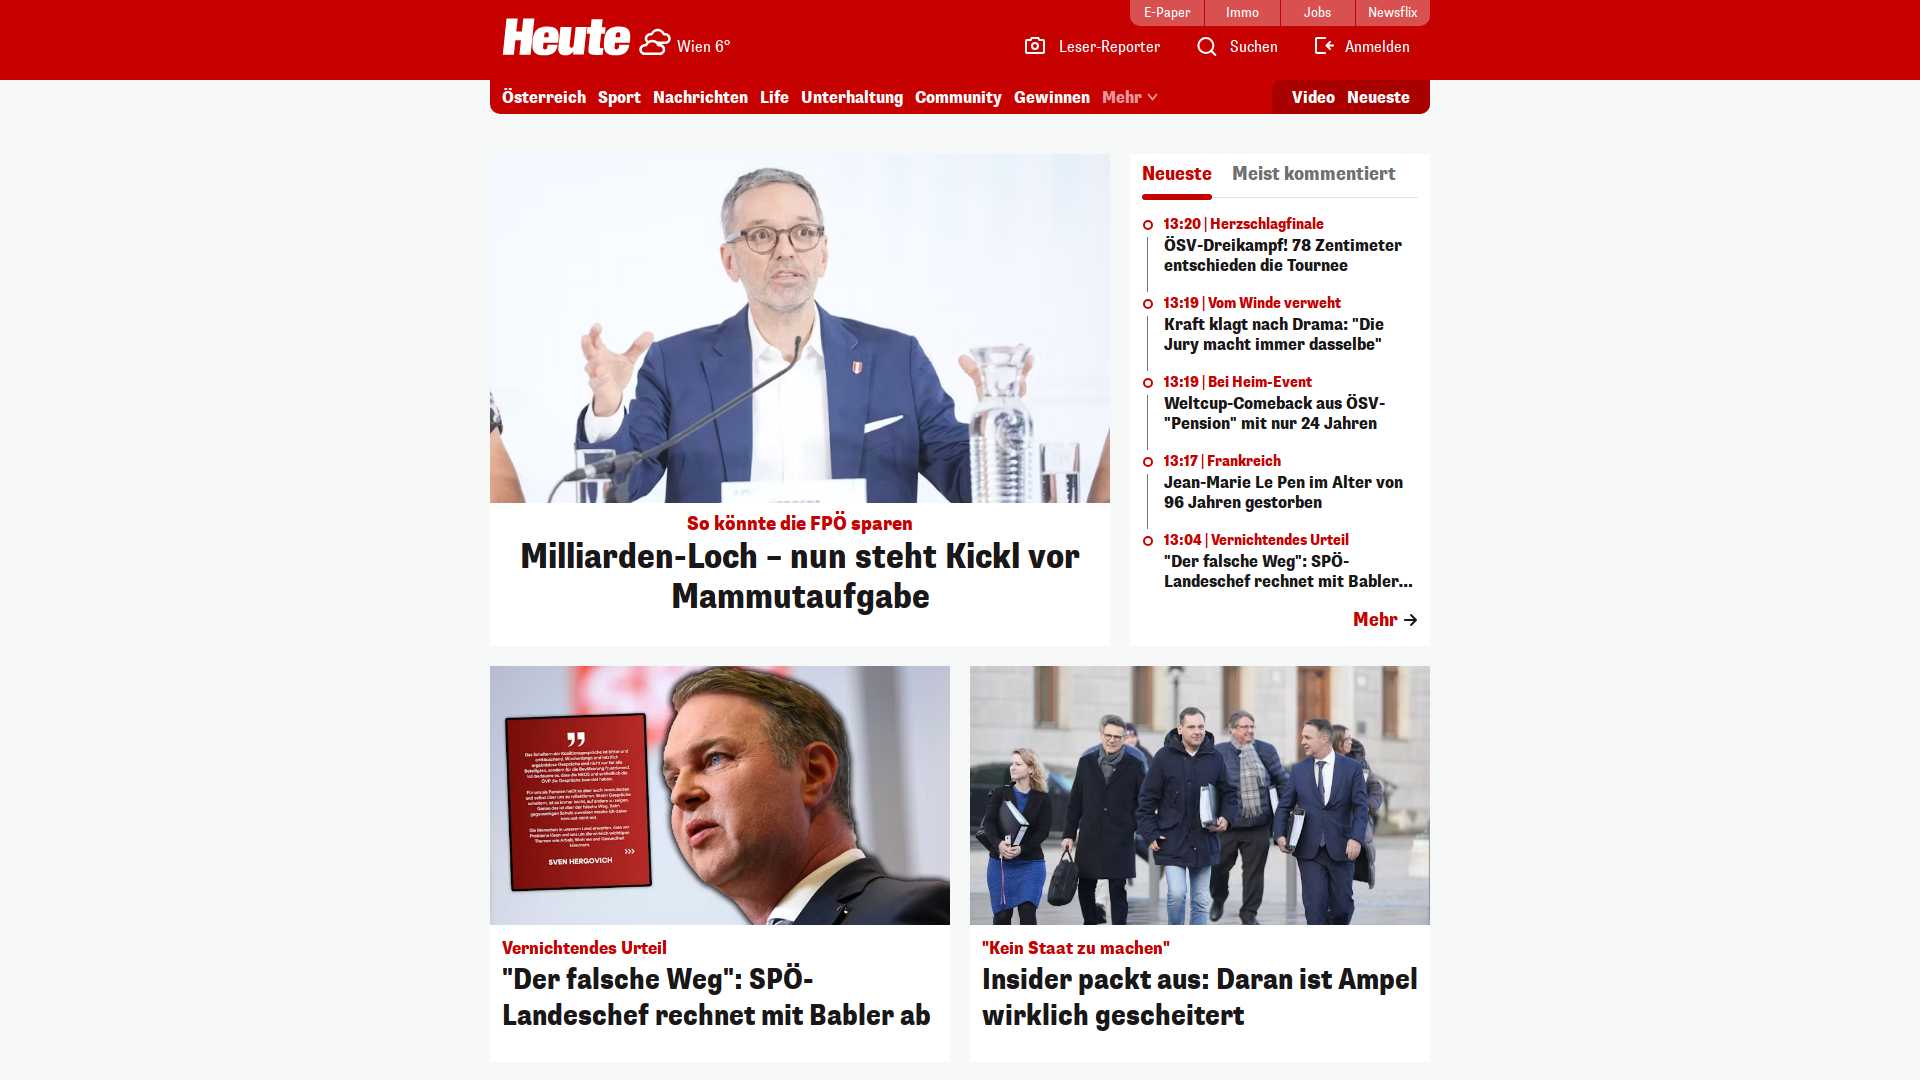 E-Paper
Immo
Jobs
Newsflix
Heute
Wien 6°
Leser-Reporter
Suchen
Anmelden
Österreich
Sport
Nachrichten
Life
Unterhaltung
Community
Gewinnen
Mehr
Video
Neueste
Neueste
Meist kommentiert
13:20 | Herzschlagfinale
ÖSV-Dreikampf! 78 Zentimeter
entschieden die Tournee
13:19 | Vom Winde verweht
Kraft klagt nach Drama: "Die
Jury macht immer dasselbe"
13:19 | Bei Heim-Event
Weltcup-Comeback aus ÖSV-
"Pension" mit nur 24 Jahren
13:17 | Frankreich
Jean-Marie Le Pen im Alter von
96 Jahren gestorben
13:04 | Vernichtendes Urteil
"Der falsche Weg": SPÖ-
Landeschef rechnet mit Babler...
Mehr
So könnte die FPÖ sparen
Milliarden-Loch – nun steht Kickl vor
Mammutaufgabe
SVEN HERGOVICH
Vernichtendes Urteil
"Der falsche Weg": SPÖ-
Landeschef rechnet mit Babler ab
"Kein Staat zu machen"
Insider packt aus: Daran ist Ampel
wirklich gescheitert